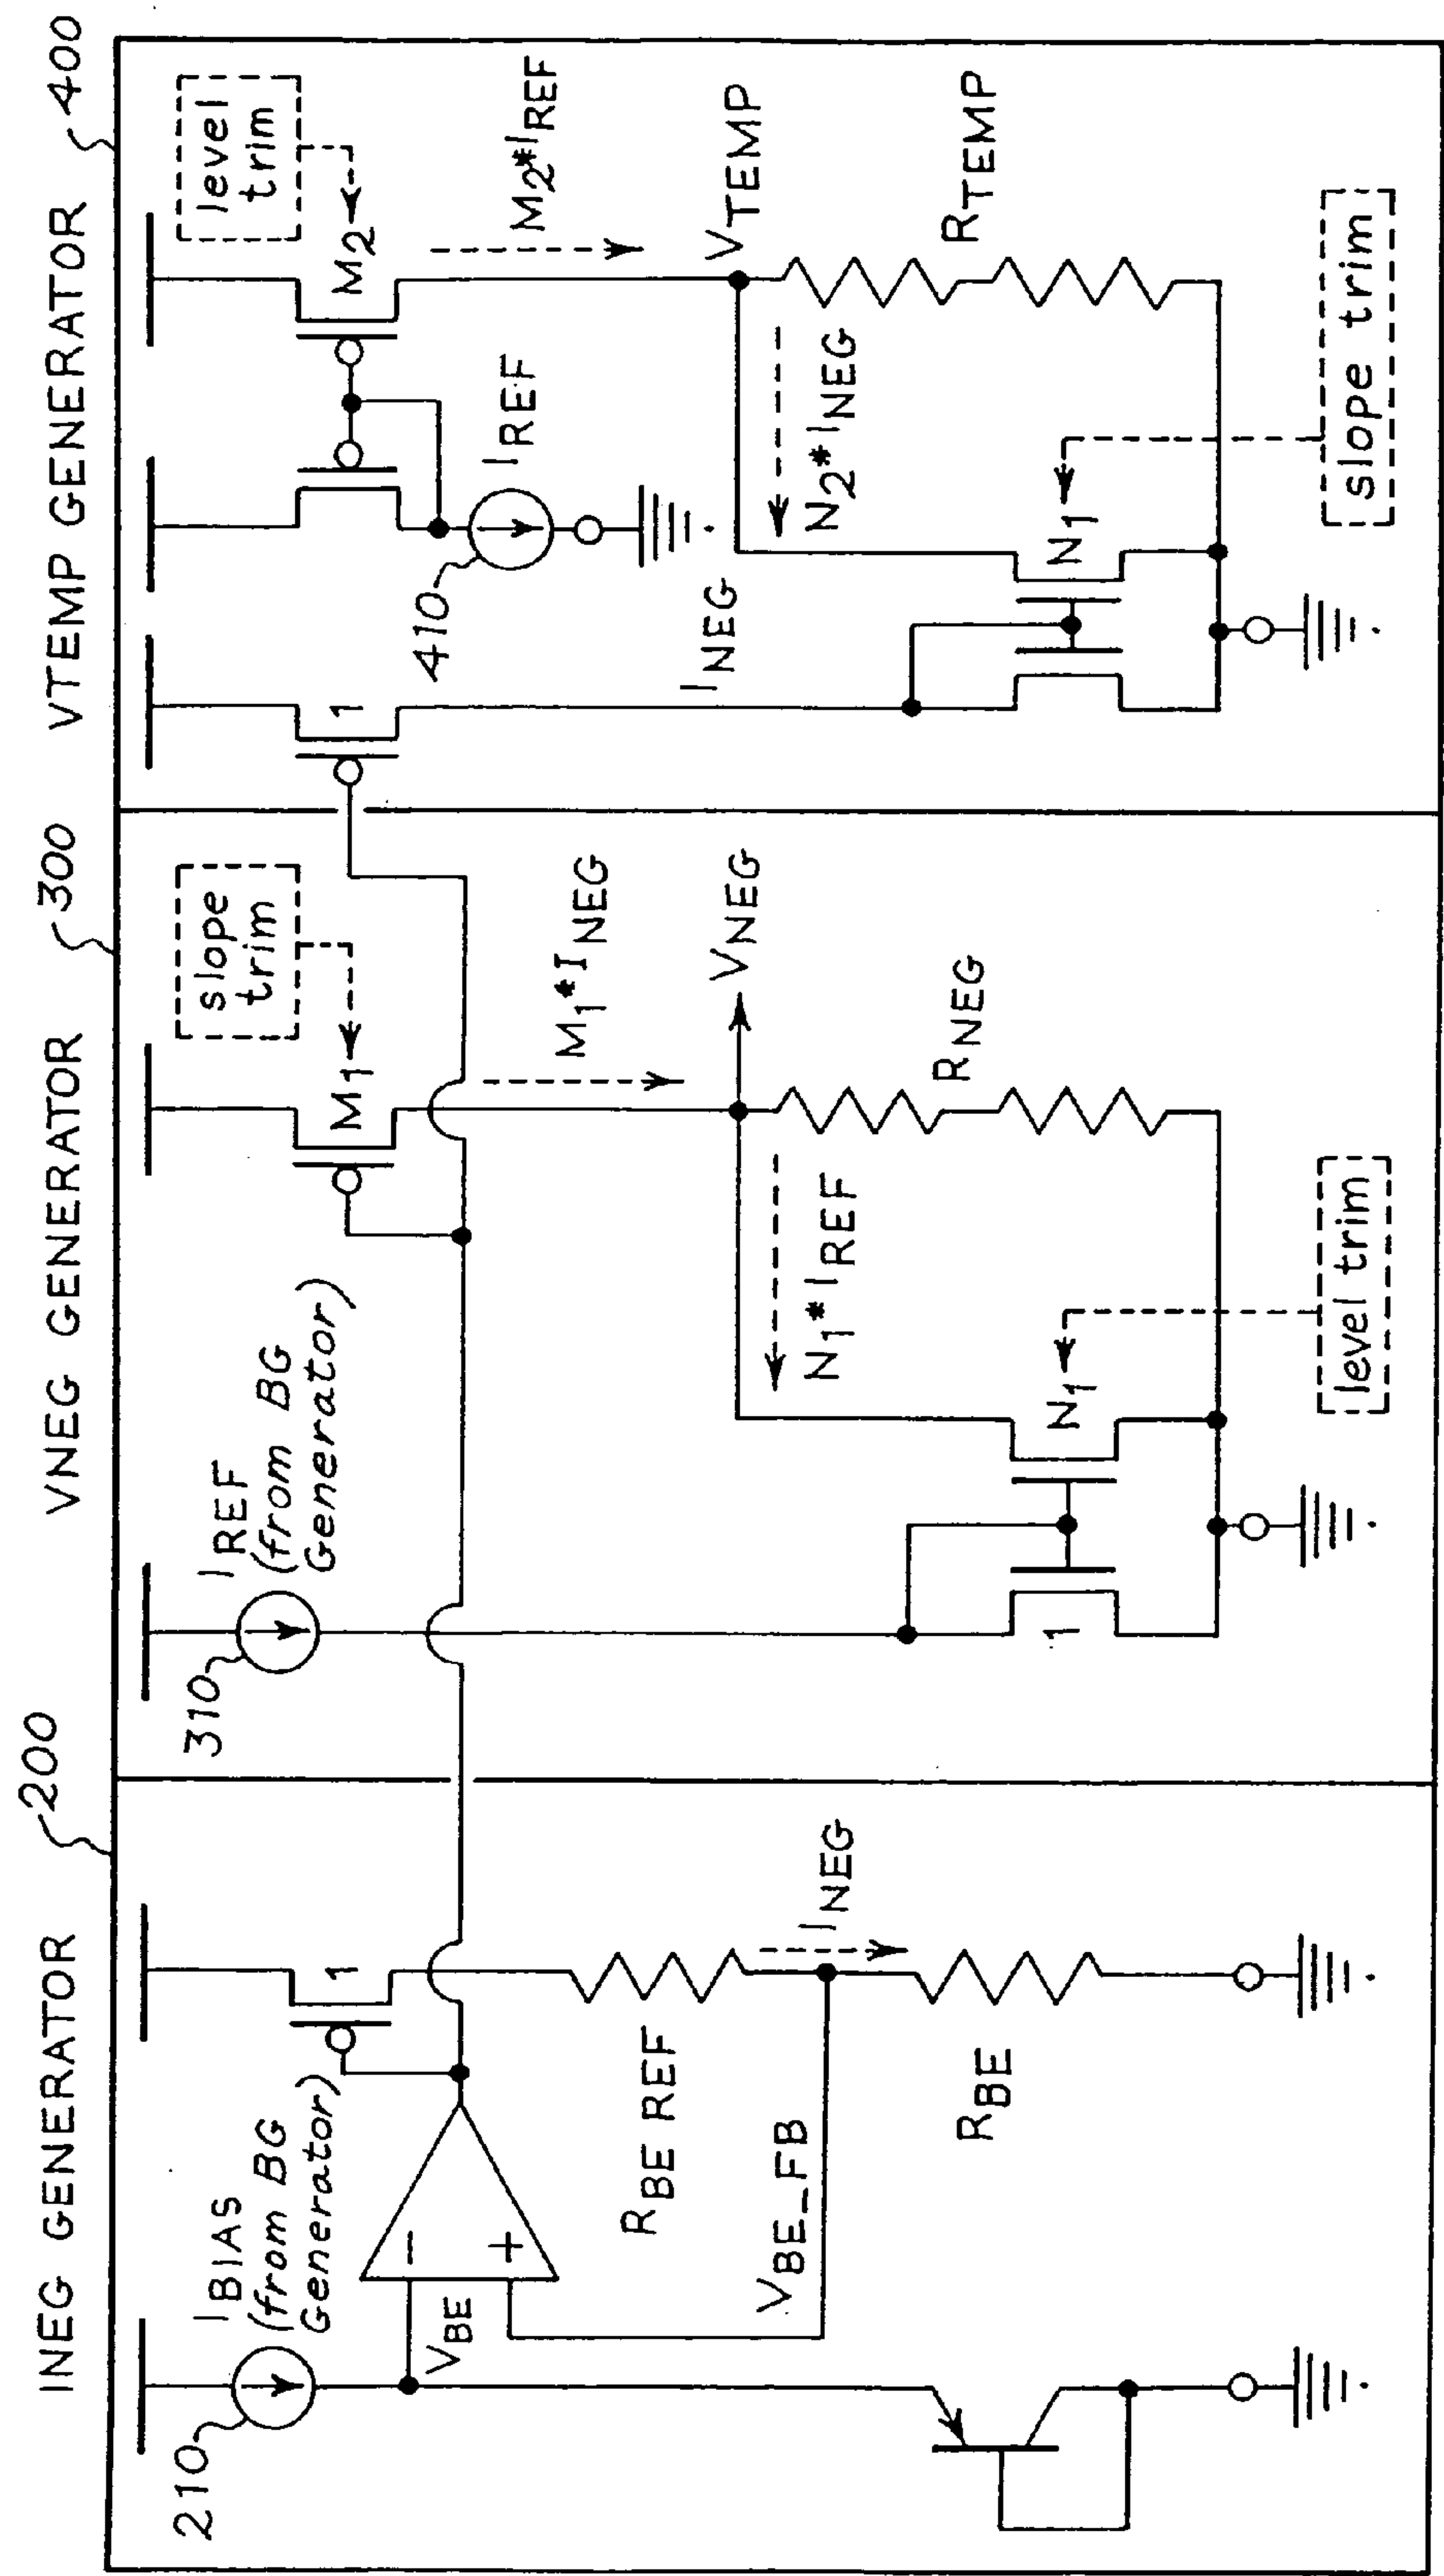 INEG GENERATOR
200
210
IBIAS
(from BG
Generator)
VBE
−
+
1
RBE REF
VBE_FB
INEG
RBE
VNEG GENERATOR
300
310
IREF
(from BG
Generator)
slope
trim
M1
M1*INEG
VNEG
N1*IREF
RNEG
1
N1
level trim
VTEMP GENERATOR
400
1
level
trim
M2
M2*IREF
410
IREF
INEG
VTEMP
N2*INEG
RTEMP
N1
slope trim